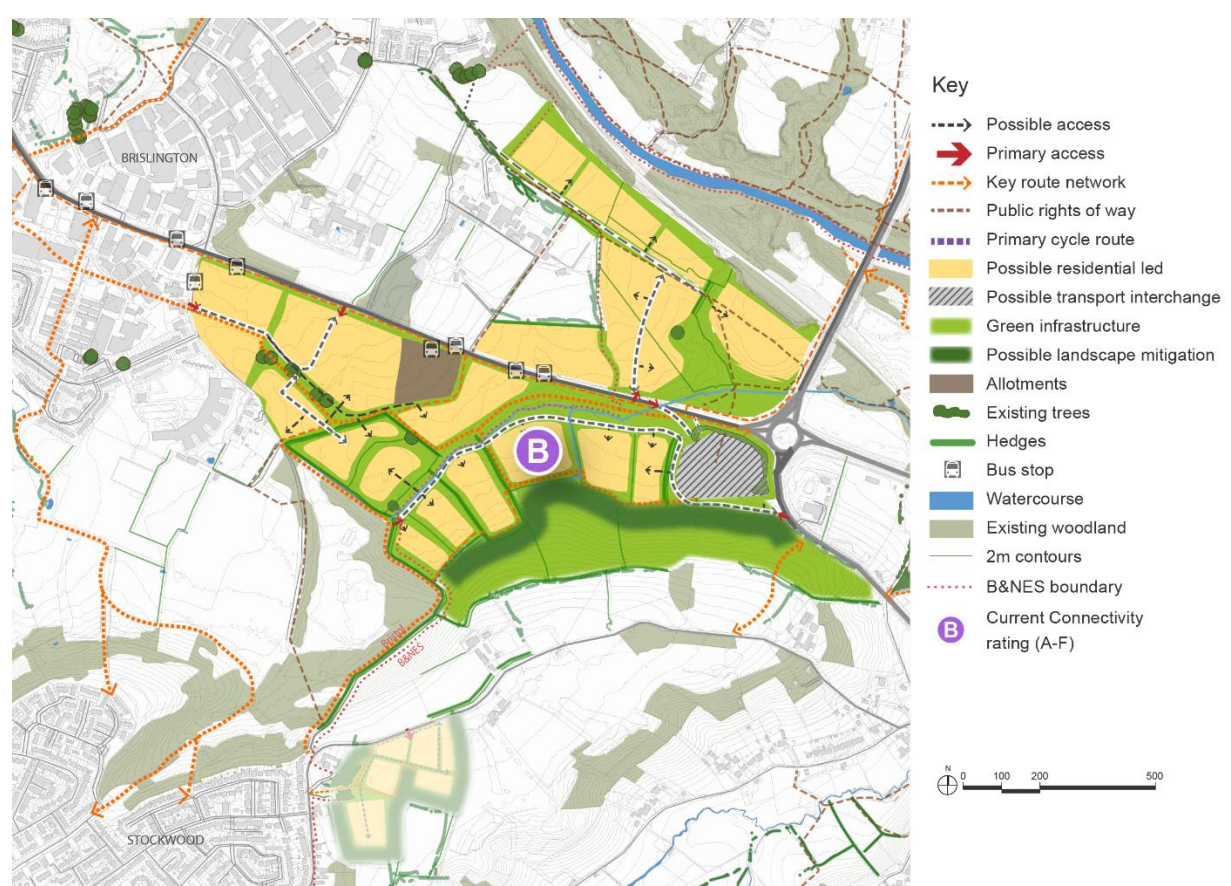 BRISLINGTON
Bristol
B&NES
STOCKWOOD
B
Key
Possible access
Primary access
Key route network
Public rights of way
Primary cycle route
Possible residential led
Possible transport interchange
Green infrastructure
Possible landscape mitigation
Allotments
Existing trees
Hedges
Bus stop
Watercourse
Existing woodland
2m contours
B&NES boundary
B
Current Connectivity
rating (A-F)
N
0 100 200 500